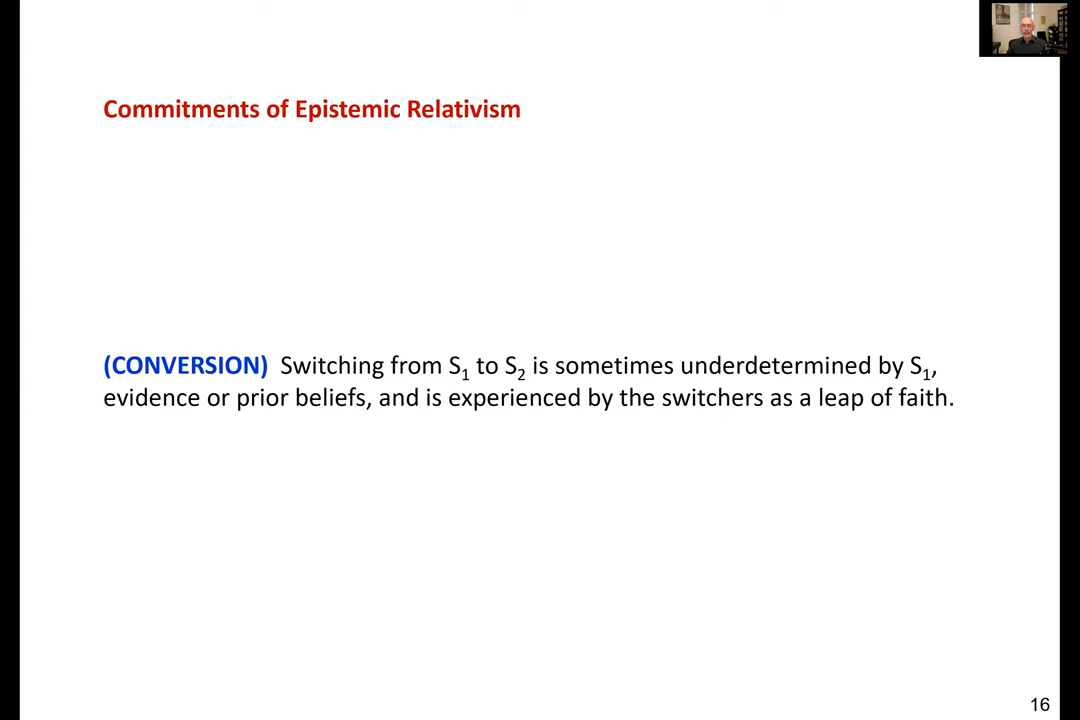 Commitments of Epistemic Relativism
(CONVERSION) Switching from S₁ to S₂ is sometimes underdetermined by S₁,
evidence or prior beliefs, and is experienced by the switchers as a leap of faith.
16